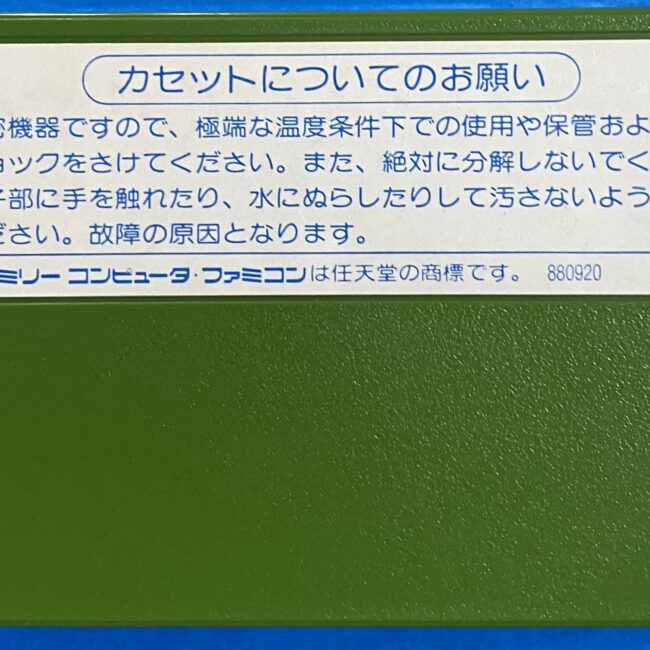 カセットについてのお願い
密機器ですので、極端な温度条件下での使用や保管およ
ョックをさけてください。また、絶対に分解しないでく
子部に手を触れたり、水にぬらしたりして汚さないよう
ださい。故障の原因となります。
ミリーコンピュータ・ファミコンは任天堂の商標です。 880920